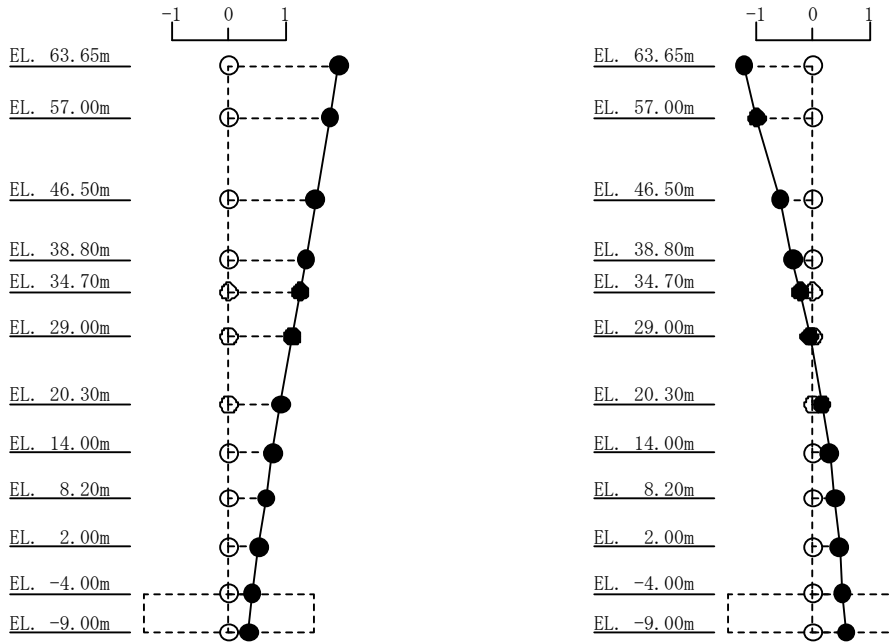 -1 0 1
EL. 63.65m
EL. 57.00m
EL. 46.50m
EL. 38.80m
EL. 34.70m
EL. 29.00m
EL. 20.30m
EL. 14.00m
EL. 8.20m
EL. 2.00m
EL. -4.00m
EL. -9.00m
-1 0 1
EL. 63.65m
EL. 57.00m
EL. 46.50m
EL. 38.80m
EL. 34.70m
EL. 29.00m
EL. 20.30m
EL. 14.00m
EL. 8.20m
EL. 2.00m
EL. -4.00m
EL. -9.00m